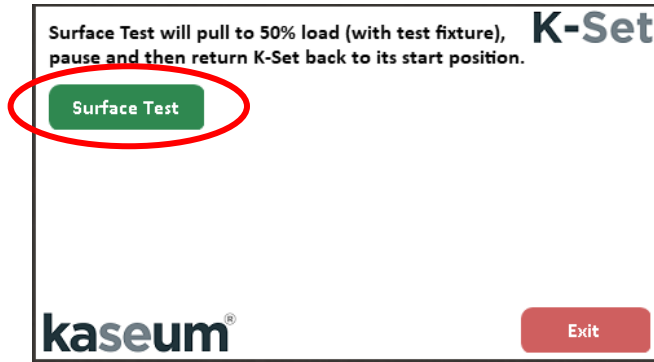 Surface Test will pull to 50% load (with test fixture),
pause and then return K-Set back to its start position.
K-Set
Surface Test
kaseum®
Exit